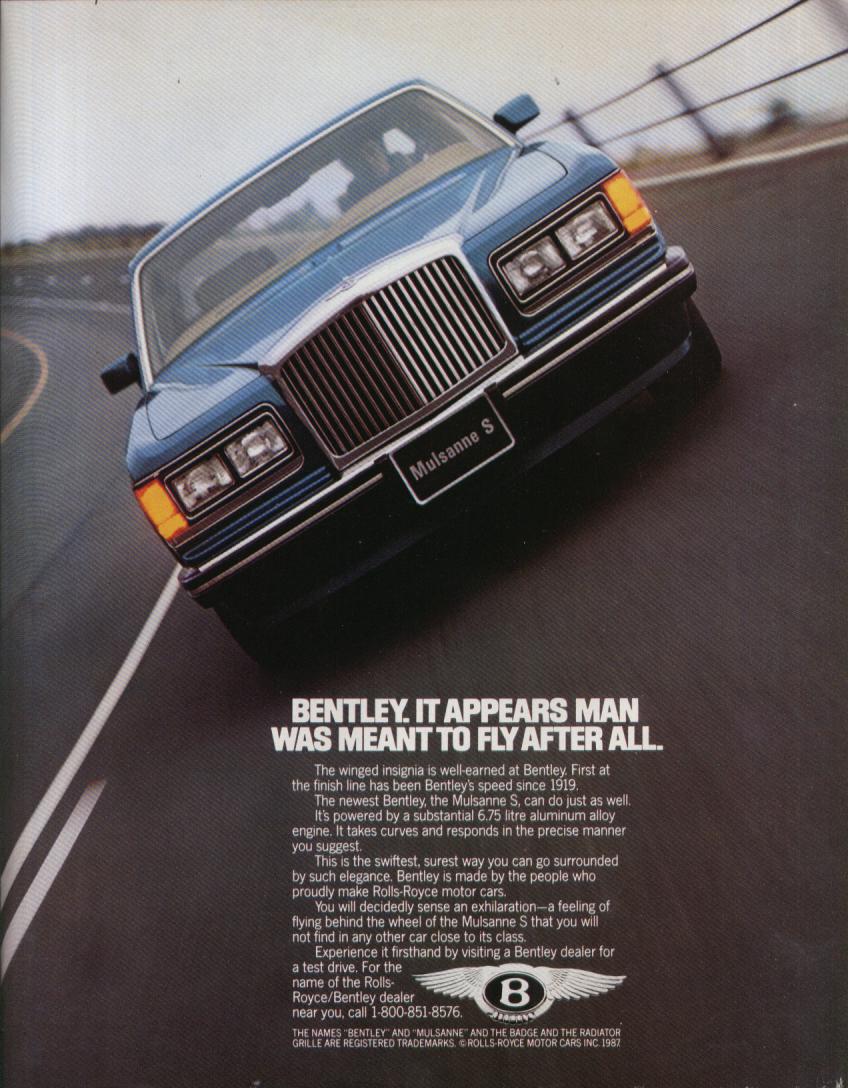 Mulsanne S
BENTLEY. IT APPEARS MAN
WAS MEANT TO FLY AFTER ALL.
The winged insignia is well-earned at Bentley. First at
the finish line has been Bentley's speed since 1919.
The newest Bentley, the Mulsanne S, can do just as well.
It's powered by a substantial 6.75 litre aluminum alloy
engine. It takes curves and responds in the precise manner
you suggest.
This is the swiftest, surest way you can go surrounded
by such elegance. Bentley is made by the people who
proudly make Rolls-Royce motor cars.
You will decidedly sense an exhilaration—a feeling of
flying behind the wheel of the Mulsanne S that you will
not find in any other car close to its class.
Experience it firsthand by visiting a Bentley dealer for
a test drive. For the
name of the Rolls-
Royce/Bentley dealer
near you, call 1-800-851-8576.
B
THE NAMES "BENTLEY" AND "MULSANNE" AND THE BADGE AND THE RADIATOR
GRILLE ARE REGISTERED TRADEMARKS. © ROLLS-ROYCE MOTOR CARS INC. 1987.